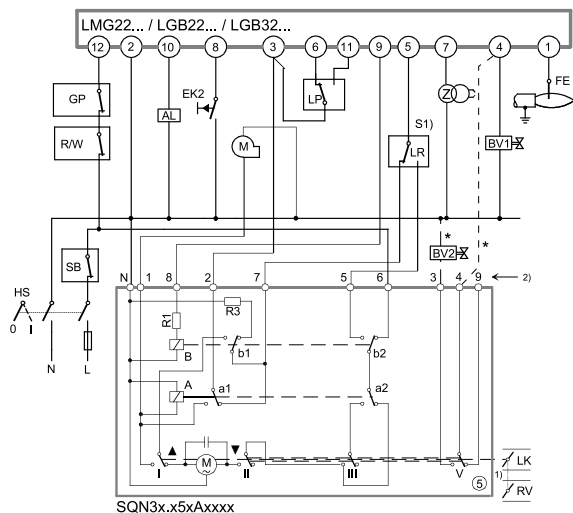 LMG22... / LGB22... / LGB32...
12 2 10 8 3 6 11 9 5 7 4 1
FE
GP
EK2
LP
Z
AL
S1)
R/W
M
LR
BV1
*
BV2
*
SB
HS
N 1 8 2 7 5 6 3 4 9 2)
0 I
R3
R1
N L
B b1 b2
A a1 a2
M
I II III V
LK
1)
5
RV
SQN3x.x5xAxxxx